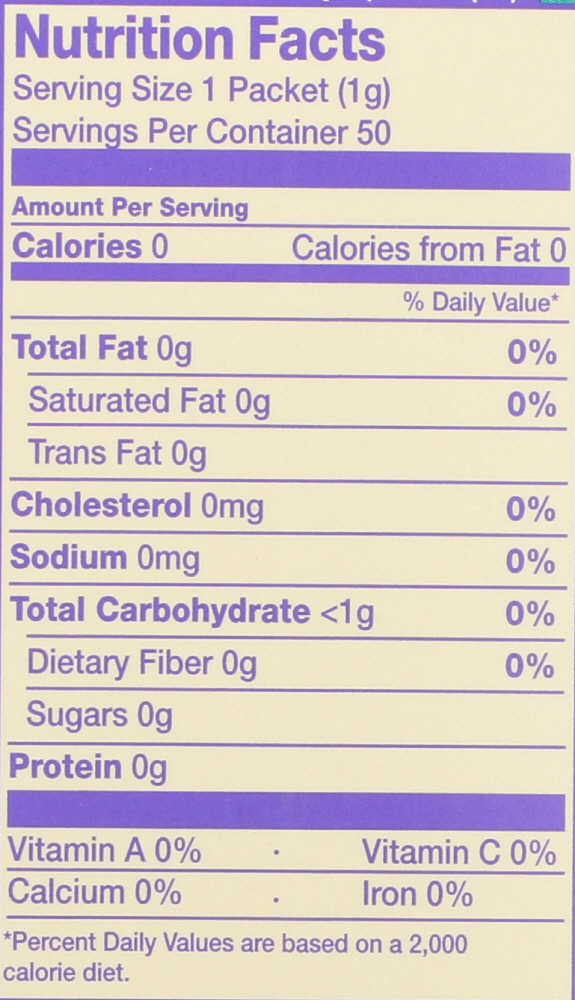 Nutrition Facts
Serving Size 1 Packet (1g)
Servings Per Container 50
Amount Per Serving
Calories 0 Calories from Fat 0
% Daily Value*
Total Fat 0g 0%
Saturated Fat 0g 0%
Trans Fat 0g
Cholesterol 0mg 0%
Sodium 0mg 0%
Total Carbohydrate <1g 0%
Dietary Fiber 0g 0%
Sugars 0g
Protein 0g
Vitamin A 0% · Vitamin C 0%
Calcium 0% · Iron 0%
*Percent Daily Values are based on a 2,000
calorie diet.